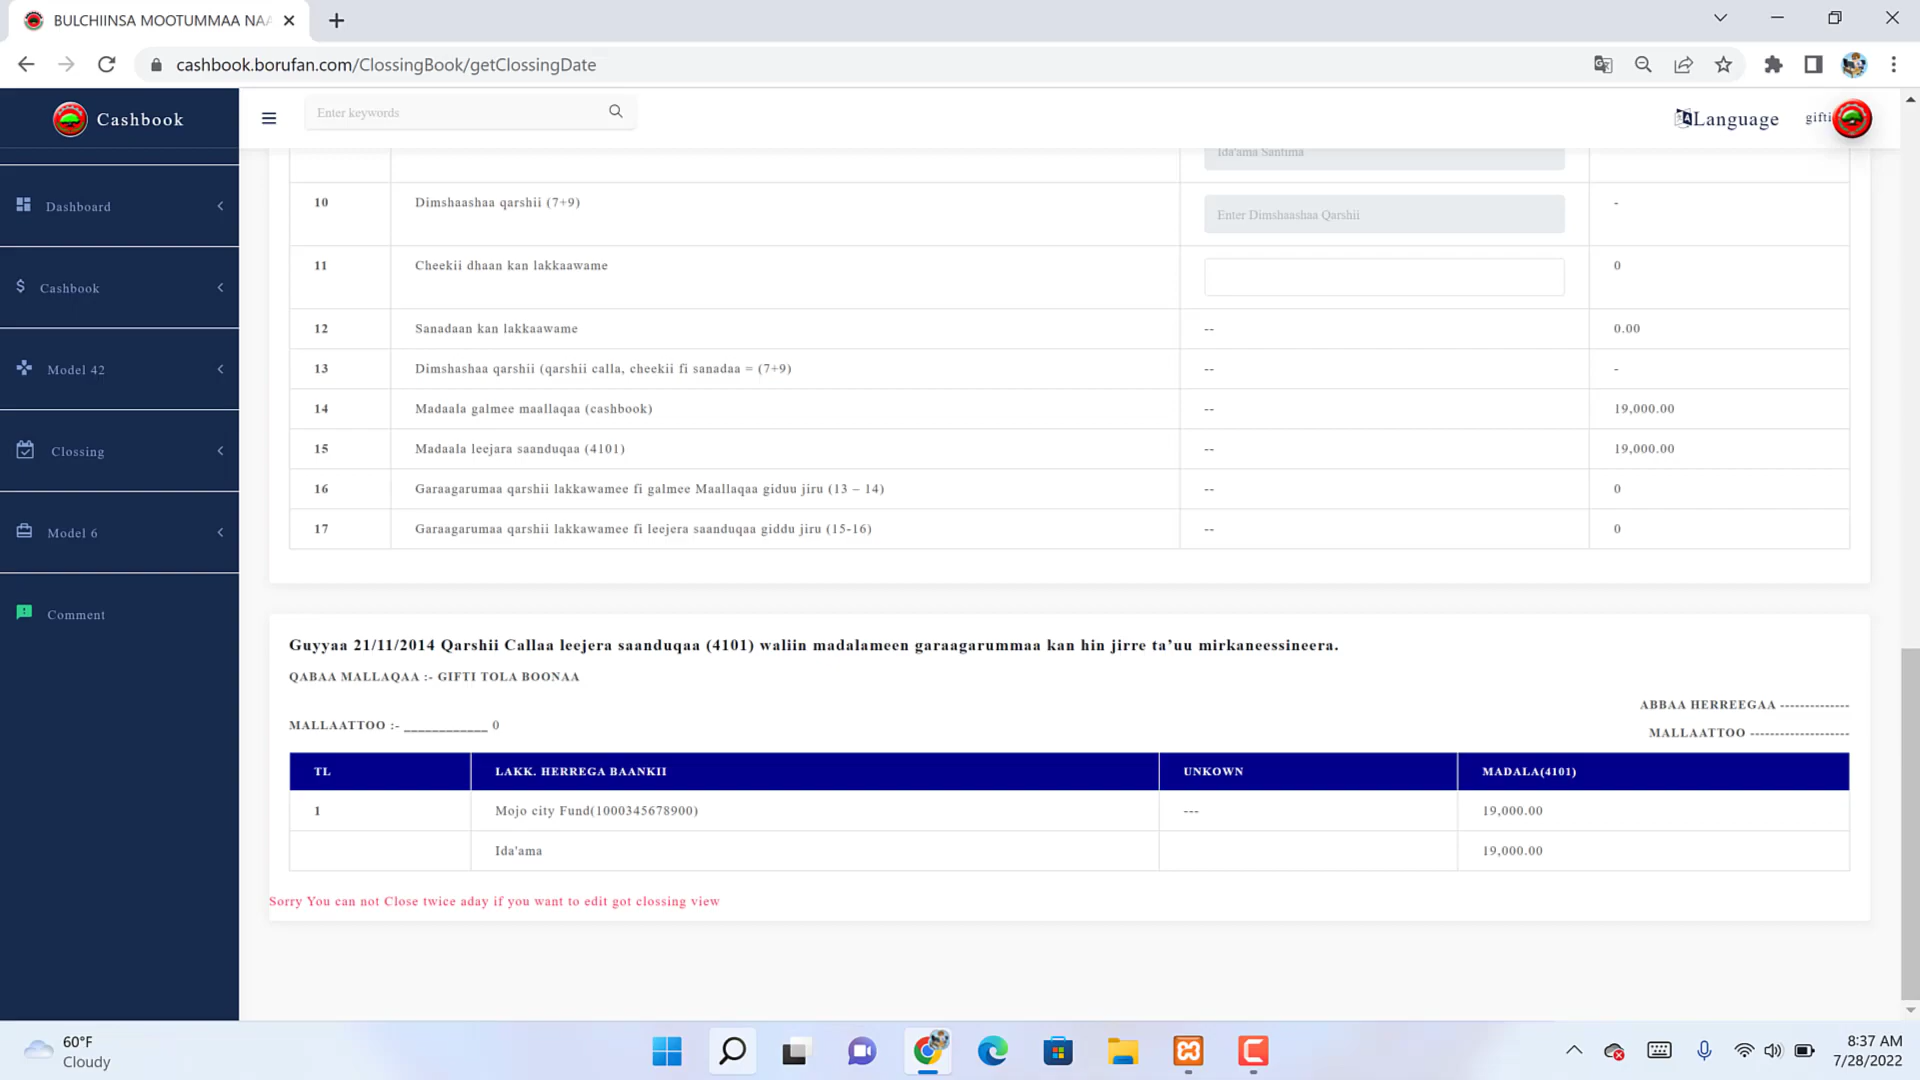 BULCHIINSA MOOTUMMAA NAA
cashbook.borufan.com/ClossingBook/getClossingDate
Cashbook
Enter keywords
Language
gifti
Dashboard
Cashbook
Model 42
Clossing
Model 6
Comment
Ida'ama Santima
10 Dimshaashaa qarshii (7+9) Enter Dimshaashaa Qarshii -
11 Cheekii dhaan kan lakkaawame 0
12 Sanadaan kan lakkaawame -- 0.00
13 Dimshashaa qarshii (qarshii calla, cheekii fi sanadaa = (7+9) -- -
14 Madaala galmee maallaqaa (cashbook) -- 19,000.00
15 Madaala leejara saanduqaa (4101) -- 19,000.00
16 Garaagarumaa qarshii lakkawamee fi galmee Maallaqaa giduu jiru (13 – 14) -- 0
17 Garaagarumaa qarshii lakkawamee fi leejera saanduqaa giddu jiru (15-16) -- 0
Guyyaa 21/11/2014 Qarshii Callaa leejera saanduqaa (4101) waliin madalameen garaagarummaa kan hin jirre ta’uu mirkaneessineera.
QABAA MALLAQAA :- GIFTI TOLA BOONAA
ABBAA HERREEGAA --------------
MALLAATTOO :- ____________ 0
MALLAATTOO --------------------
TL LAKK. HERREGA BAANKII UNKOWN MADALA(4101)
1 Mojo city Fund(1000345678900) --- 19,000.00
Ida'ama 19,000.00
Sorry You can not Close twice aday if you want to edit got clossing view
60°F
Cloudy
8:37 AM
7/28/2022